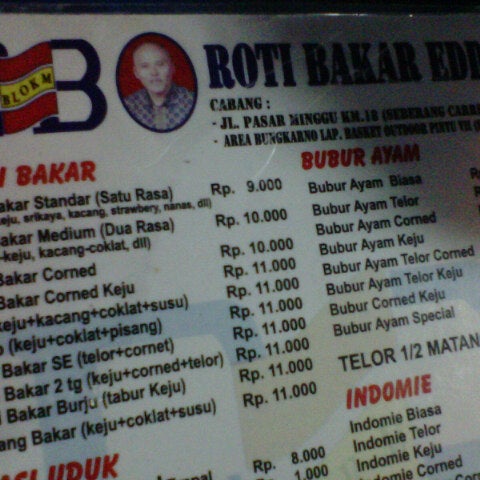 B
BLOK M
ROTI BAKAR
CABANG :
- JL. PASAR MINGGU KM.18 (SEBERANG
- AREA BUNGKARNO LAP. BASKET OUTDOOR PINTU VII
BAKAR
Bakar Standar (Satu Rasa) Rp. 9.000
keju, srikaya, kacang, strawbery, nanas, dll)
Bakar Medium (Dua Rasa) Rp. 10.000
-keju, kacang-coklat, dll)
Bakar Corned Rp. 10.000
Bakar Corned Keju Rp. 11.000
(keju+kacang+coklat+susu) Rp. 11.000
(keju+coklat+pisang) Rp. 11.000
Bakar SE (telor+cornet) Rp. 11.000
Bakar 2 tg (keju+corned+telor) Rp. 11.000
Bakar Burju (tabur Keju) Rp. 11.000
Bakar (keju+coklat+susu) Rp. 11.000
UDUK
Rp. 8.000
1.000
BUBUR AYAM
Bubur Ayam Biasa
Bubur Ayam Telor
Bubur Ayam Corned
Bubur Ayam Keju
Bubur Ayam Telor Corned
Bubur Ayam Telor Keju
Bubur Corned Keju
Bubur Ayam Special
TELOR 1/2 MATANG
INDOMIE
Indomie Biasa
Indomie Telor
Indomie Keju
Indomie Corned